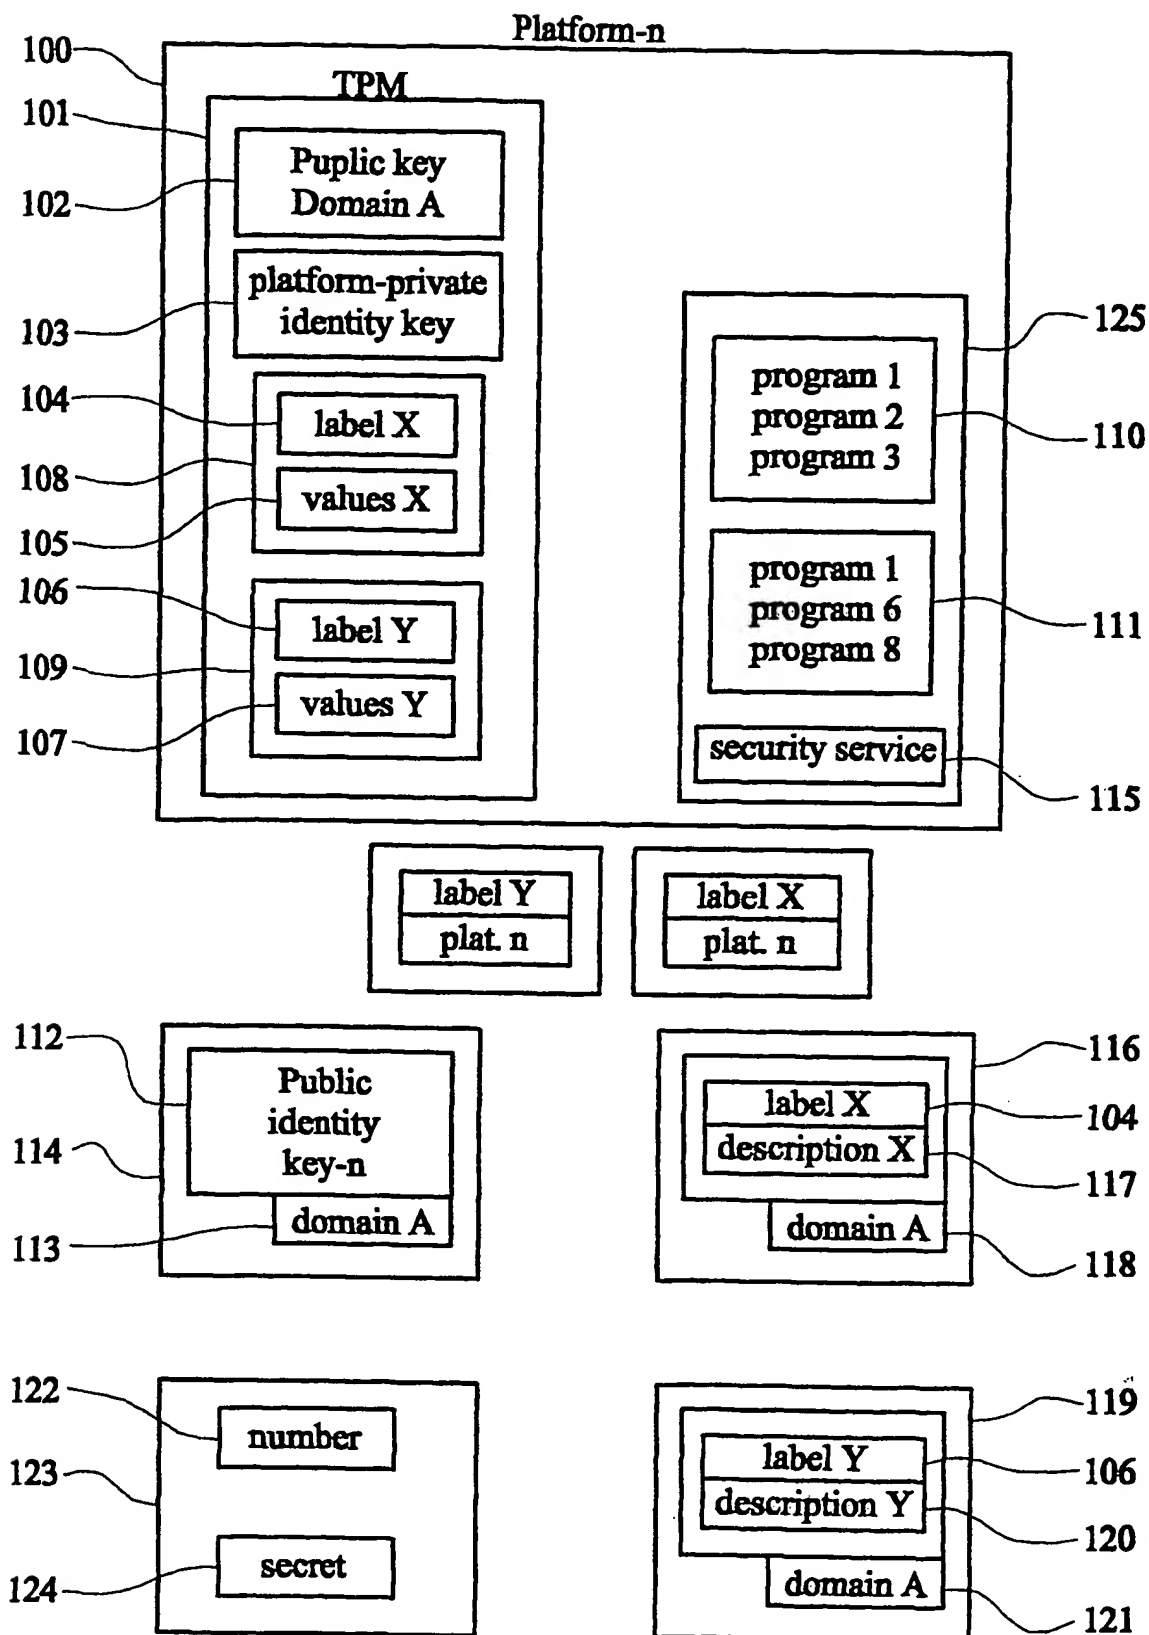 Platform-n
100
TPM
101
Puplic key
Domain A
102
platform-private
identity key
103
125
104
label X
program 1
program 2
program 3
110
108
values X
105
106
label Y
program 1
program 6
program 8
111
109
values Y
107
security service
115
label Y
plat. n
label X
plat. n
112
Public
identity
key-n
114
domain A
113
116
label X
104
description X
117
domain A
118
122
number
123
secret
124
119
label Y
106
description Y
120
domain A
121